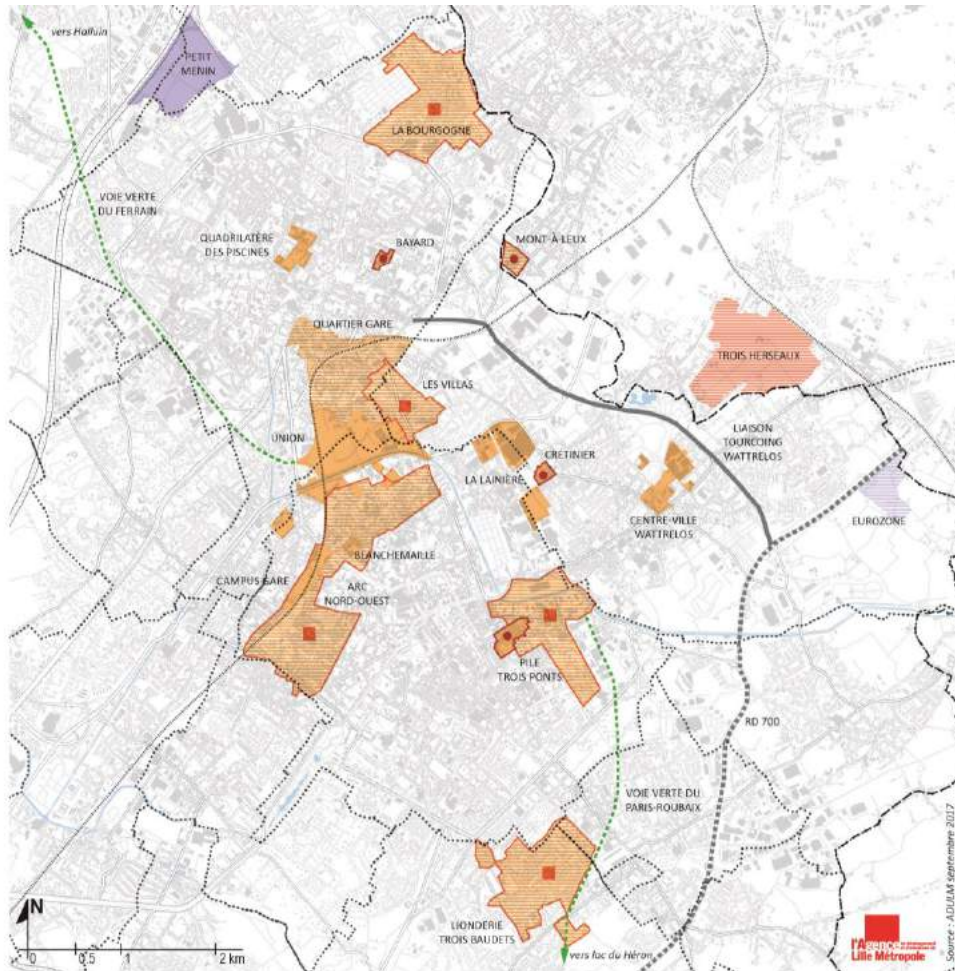 vers Halluin
PETIT
MENIN
LA BOURGOGNE
VOIE VERTE
DU FERRAIN
QUADRILATÈRE
DES PISCINES
BAYARD
MONT-À-LEUX
QUARTIER GARE
TROIS HERSEAUX
LES VILLAS
UNION
LIAISON
TOURCOING
WATTRELOS
CRETINIER
LA LAINIÈRE
CENTRE-VILLE
WATTRELOS
EUROZONE
BLANCHEMAILLE
CAMPUS GARE
ARC
NORD-OUEST
PILE
TROIS PONTS
RD 700
VOIE VERTE DU
PARIS-ROUBAIX
LIONDERIE
TROIS BAUDETS
vers lac du Héron
N
0 0,5 1 2 km
l'Agence
Lille Métropole
Source : ADULM septembre 2017